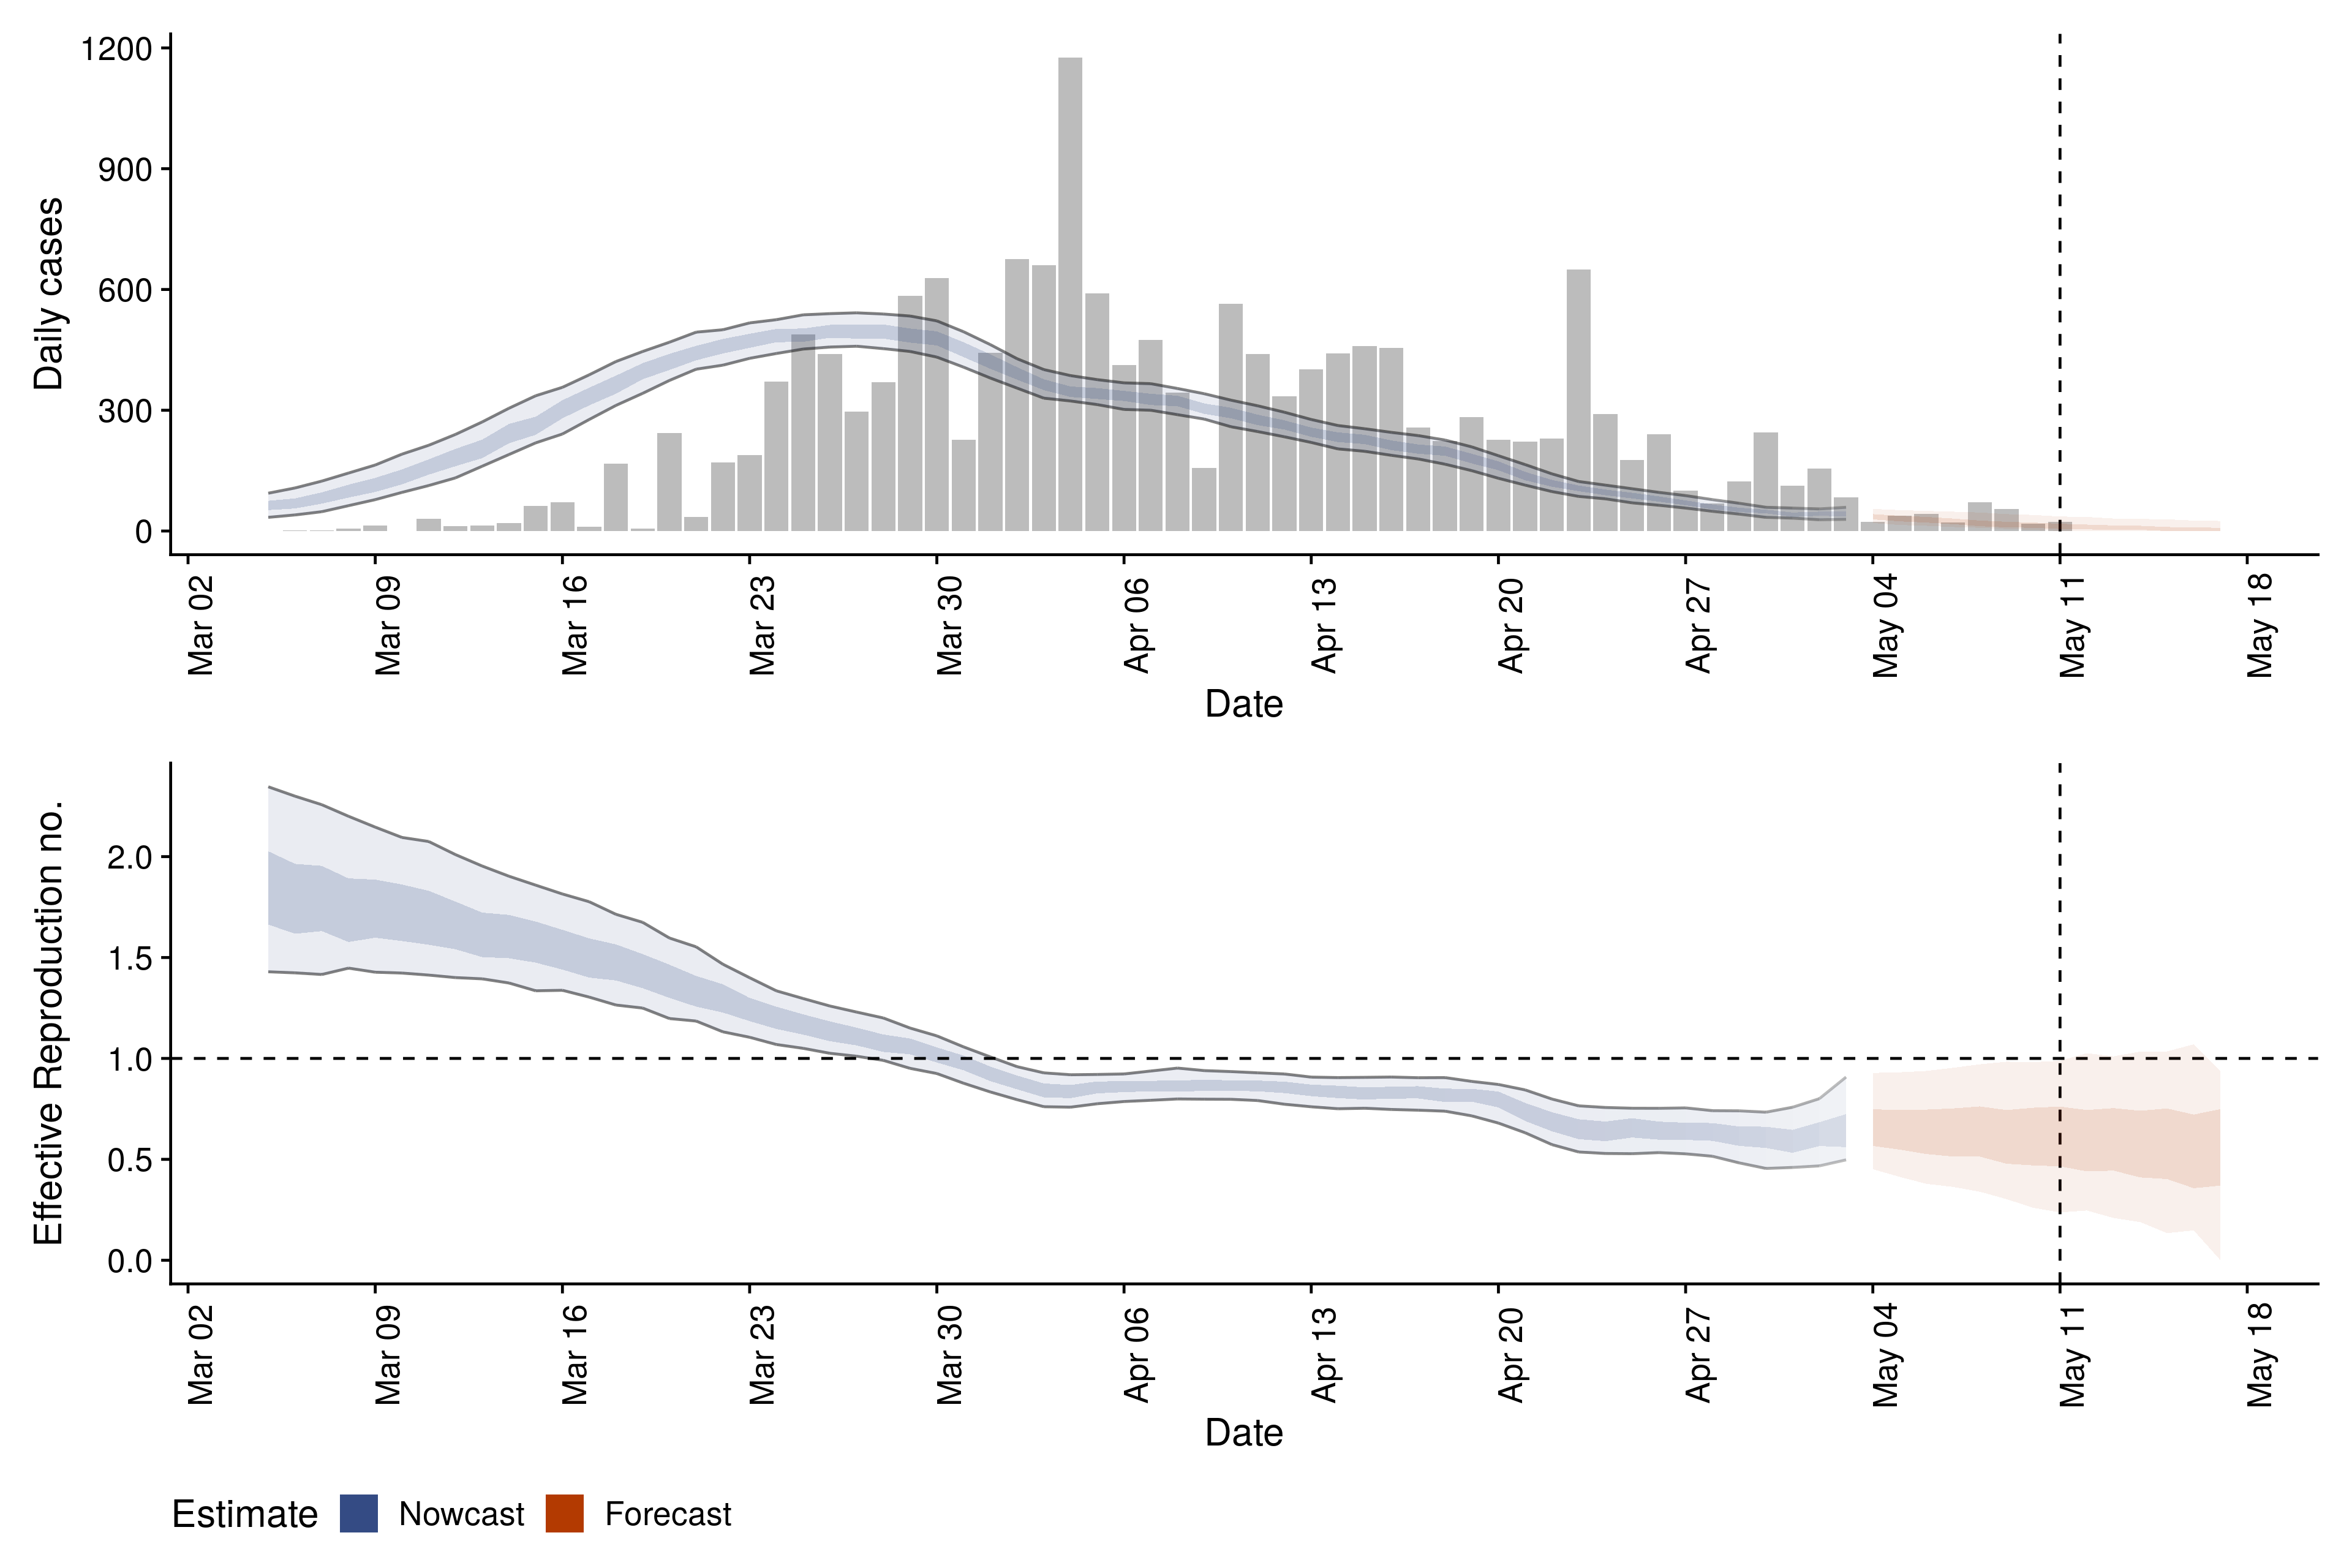 1200
900
600
300
0
Daily cases
Mar 02
Mar 09
Mar 16
Mar 23
Mar 30
Apr 06
Apr 13
Apr 20
Apr 27
May 04
May 11
May 18
Date
2.0
1.5
1.0
0.5
0.0
Effective Reproduction no.
Mar 02
Mar 09
Mar 16
Mar 23
Mar 30
Apr 06
Apr 13
Apr 20
Apr 27
May 04
May 11
May 18
Date
Estimate Nowcast Forecast